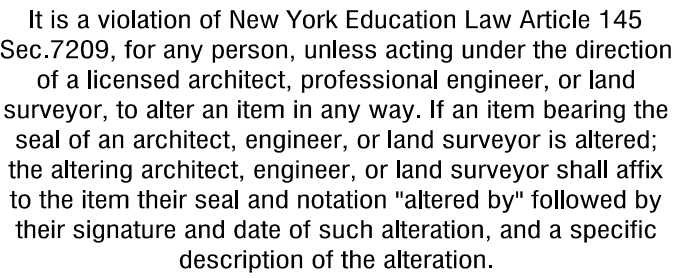 It is a violation of New York Education Law Article 145
Sec.7209, for any person, unless acting under the direction
of a licensed architect, professional engineer, or land
surveyor, to alter an item in any way. If an item bearing the
seal of an architect, engineer, or land surveyor is altered;
the altering architect, engineer, or land surveyor shall affix
to the item their seal and notation "altered by" followed by
their signature and date of such alteration, and a specific
description of the alteration.